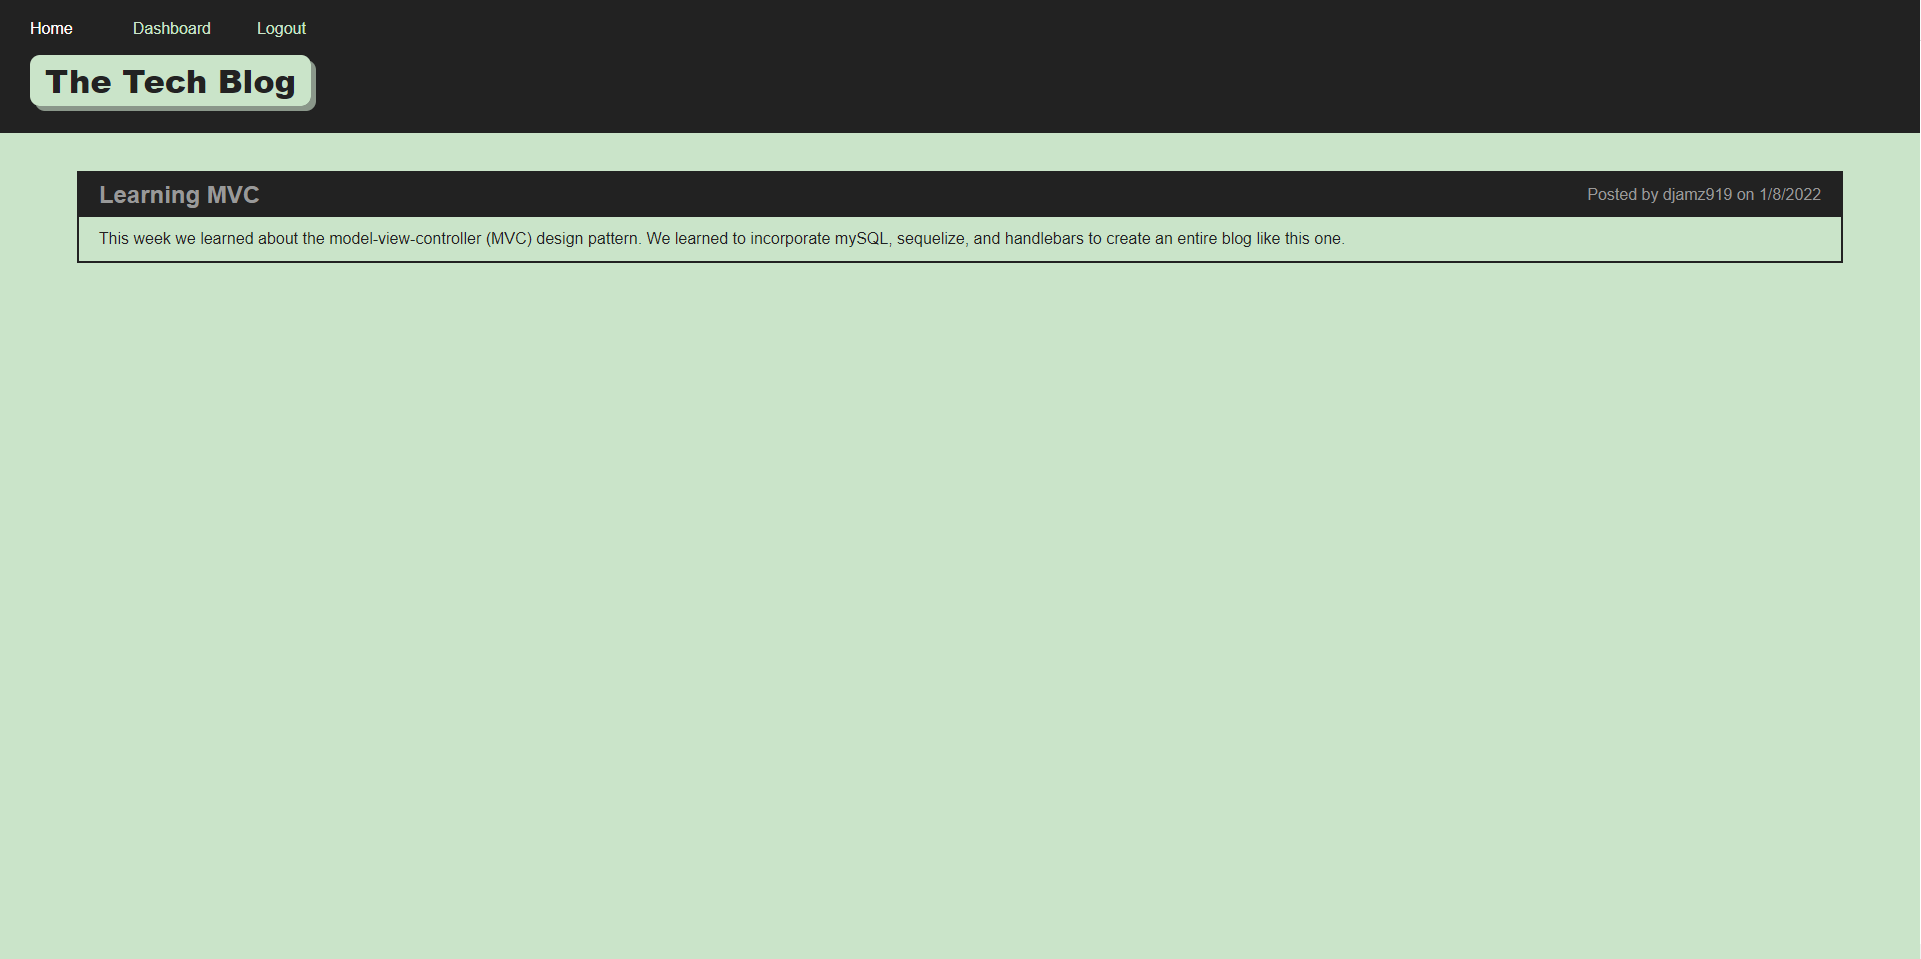 Home Dashboard Logout
The Tech Blog
Learning MVC Posted by djamz919 on 1/8/2022
This week we learned about the model-view-controller (MVC) design pattern. We learned to incorporate mySQL, sequelize, and handlebars to create an entire blog like this one.